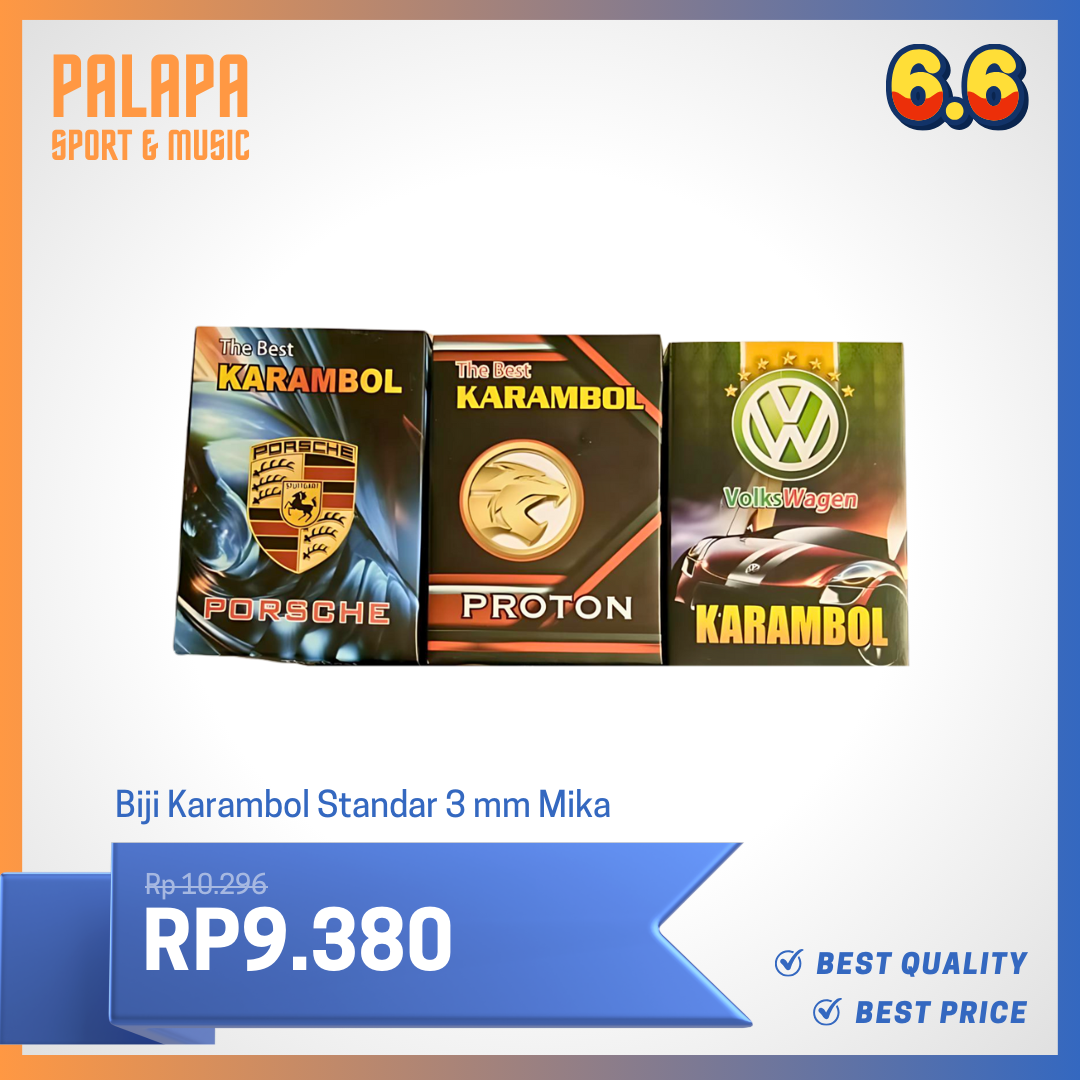 PALAPA
SPORT & MUSIC
6.6
The Best
KARAMBOL
PORSCHE
STUTTGART
PORSCHE
The Best
KARAMBOL
PROTON
VolksWagen
KARAMBOL
Biji Karambol Standar 3 mm Mika
Rp 10.296
RP9.380
BEST QUALITY
BEST PRICE